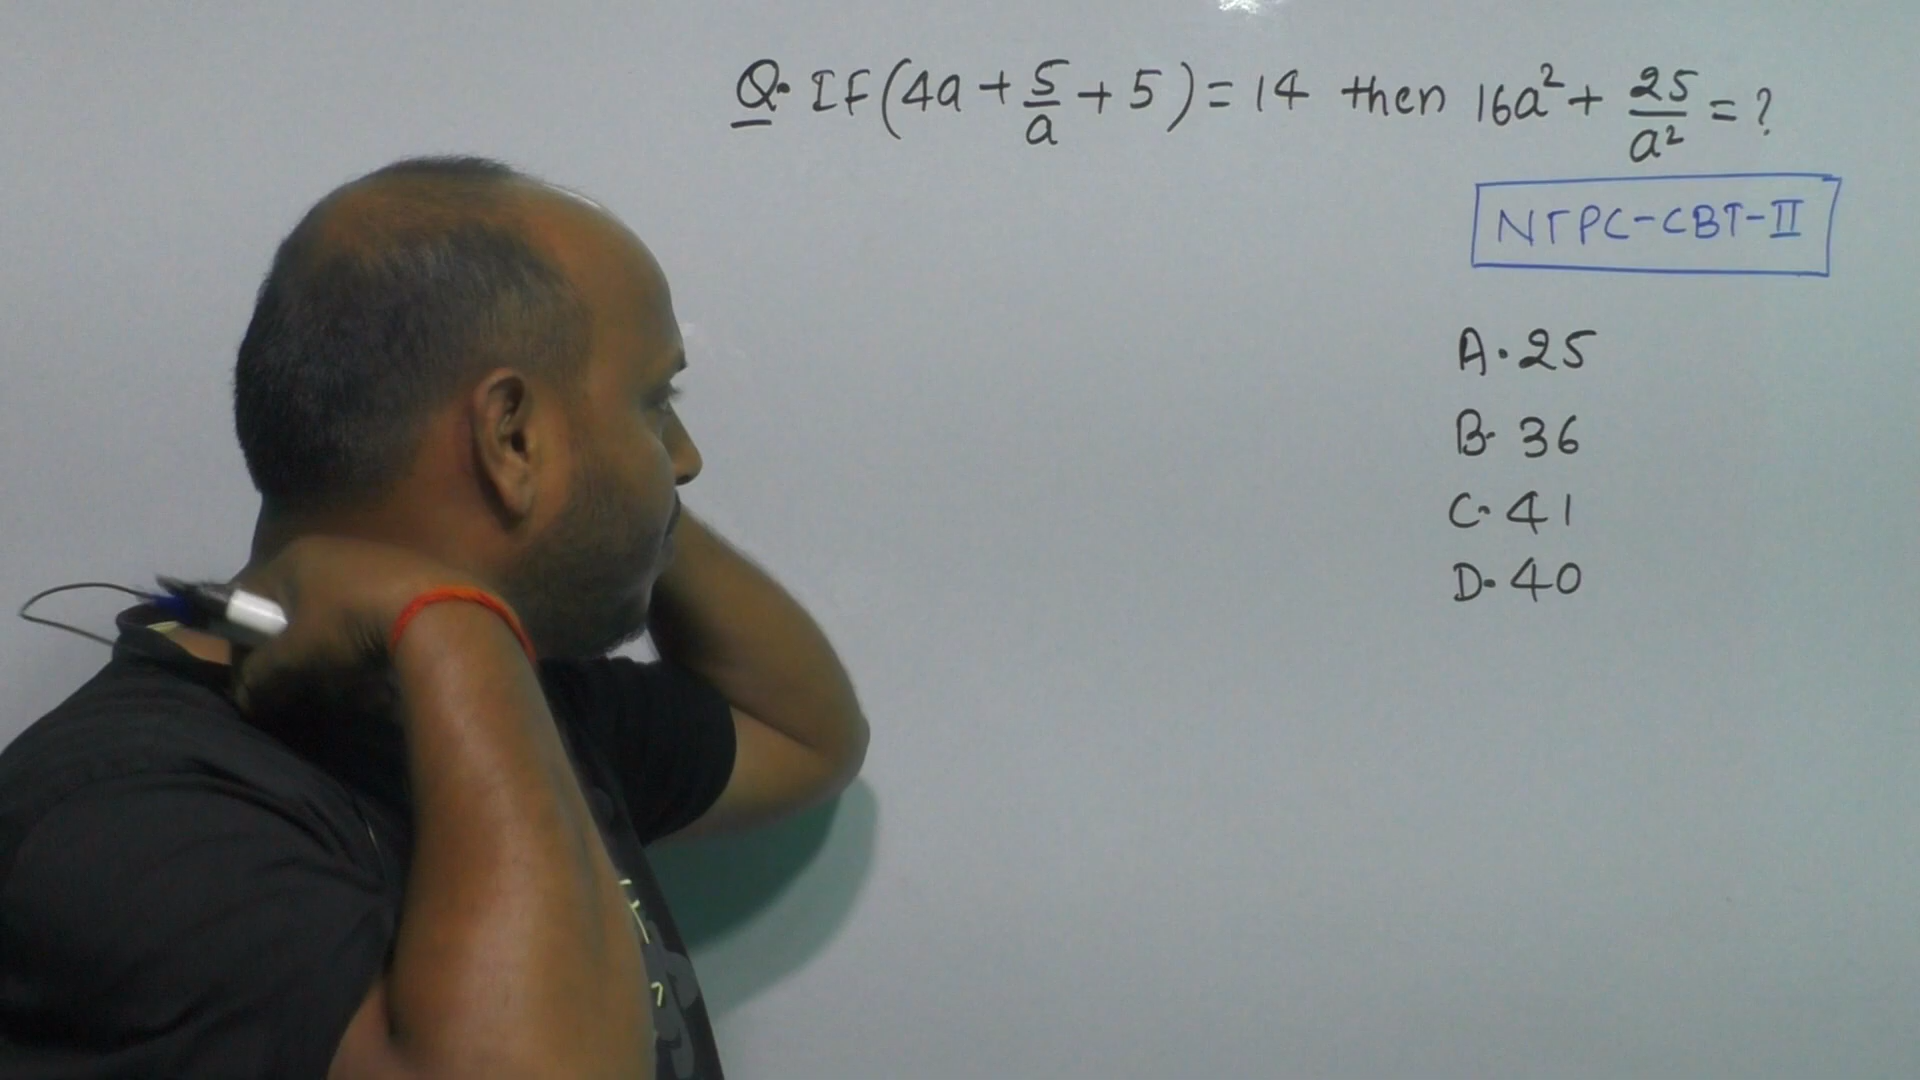 Q. If (4a + 5/a + 5) = 14 then 16a² + 25/a² = ?
NTPC-CBT-II
A. 25
B. 36
C. 41
D. 40